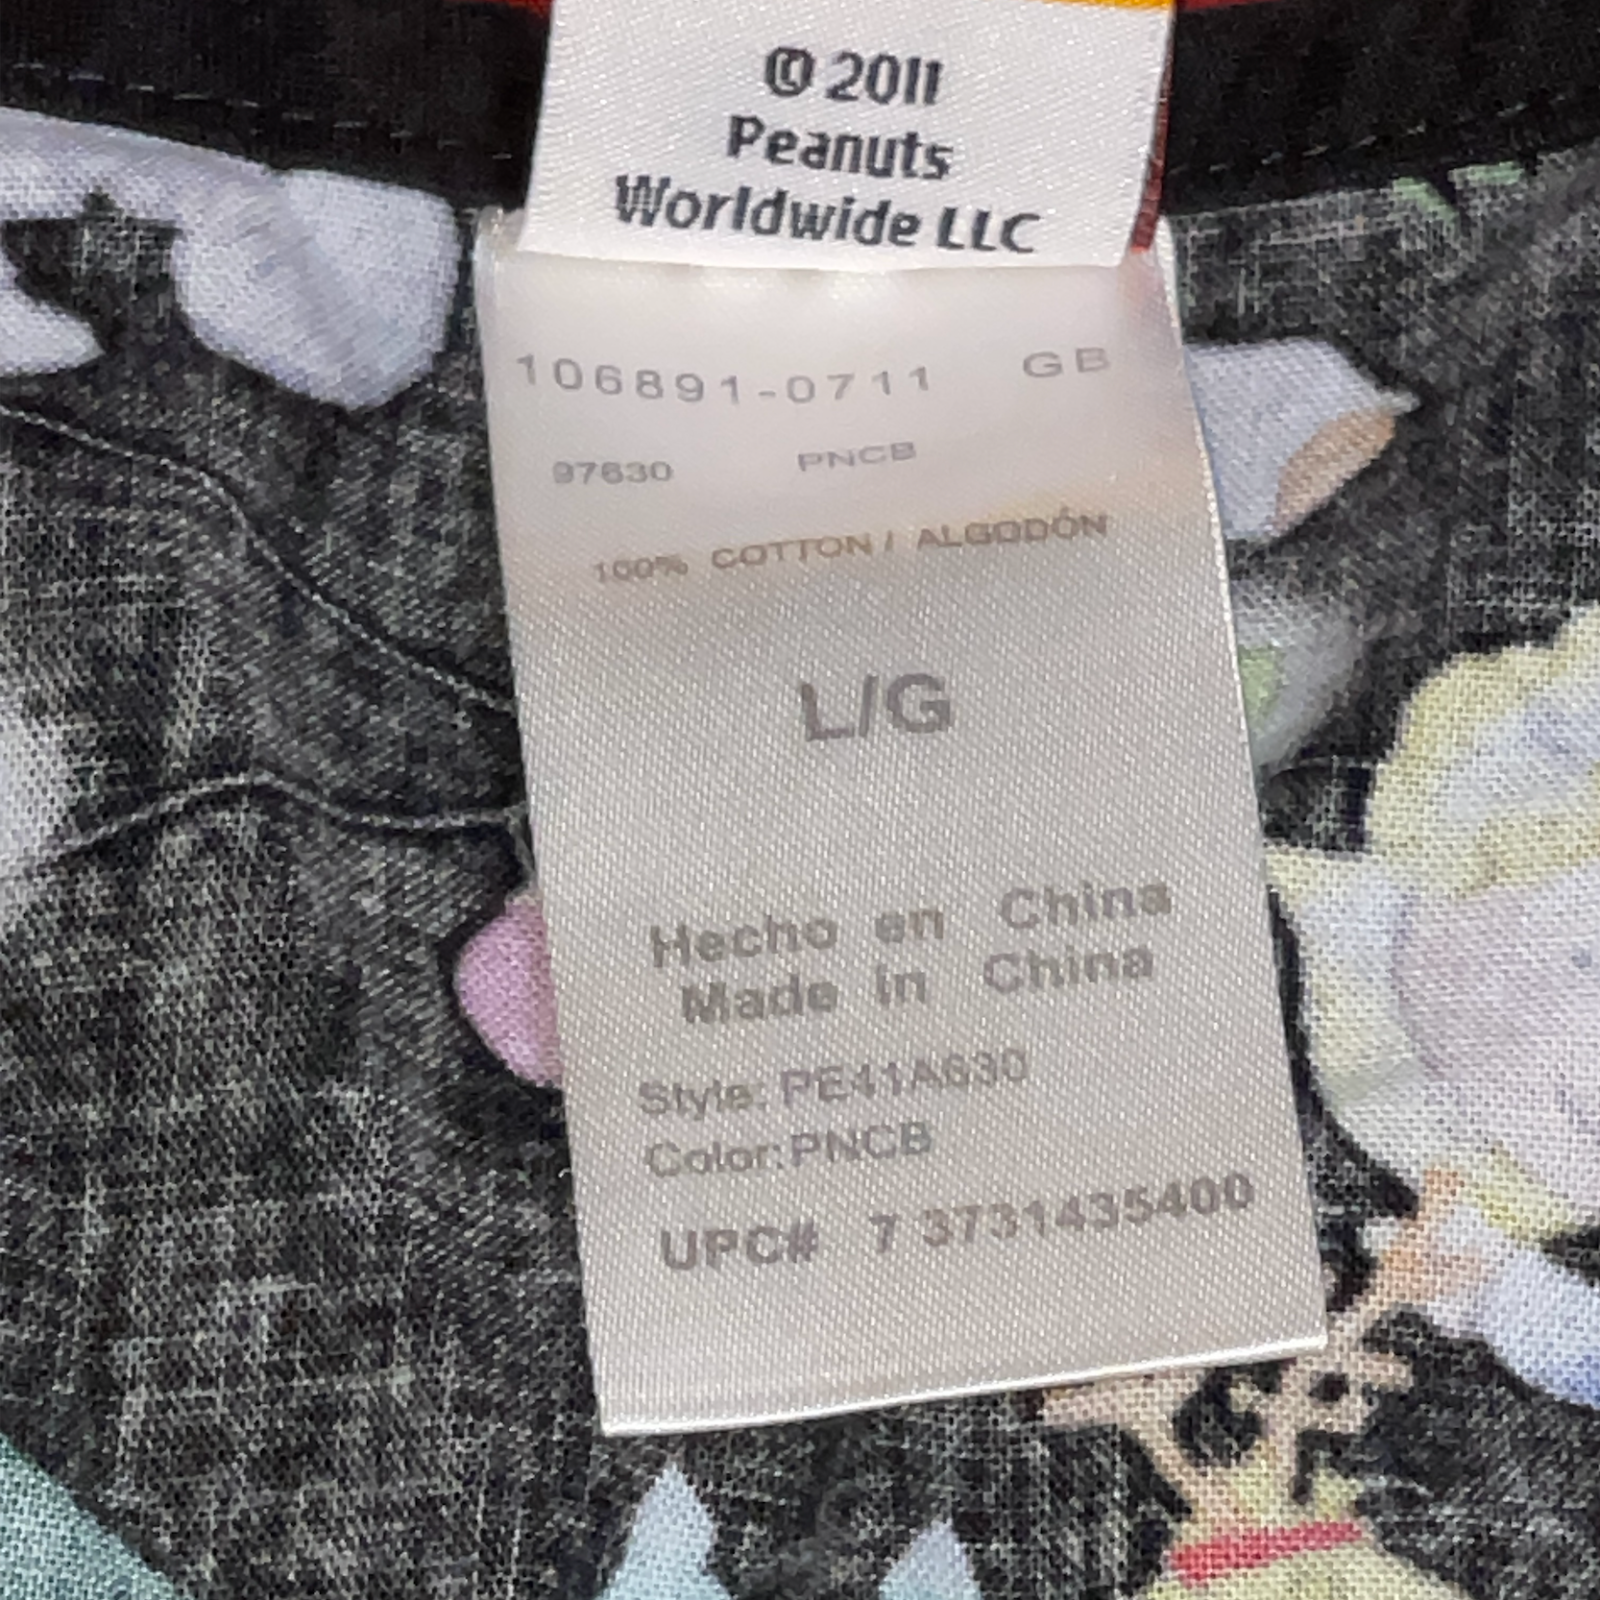 © 2011
Peanuts
Worldwide LLC
106891-0711 GB
97630 PNCB
100% COTTON / ALGODÓN
L/G
Hecho en China
Made in China
Style: PE41A630
Color:PNCB
UPC# 7 3731435400